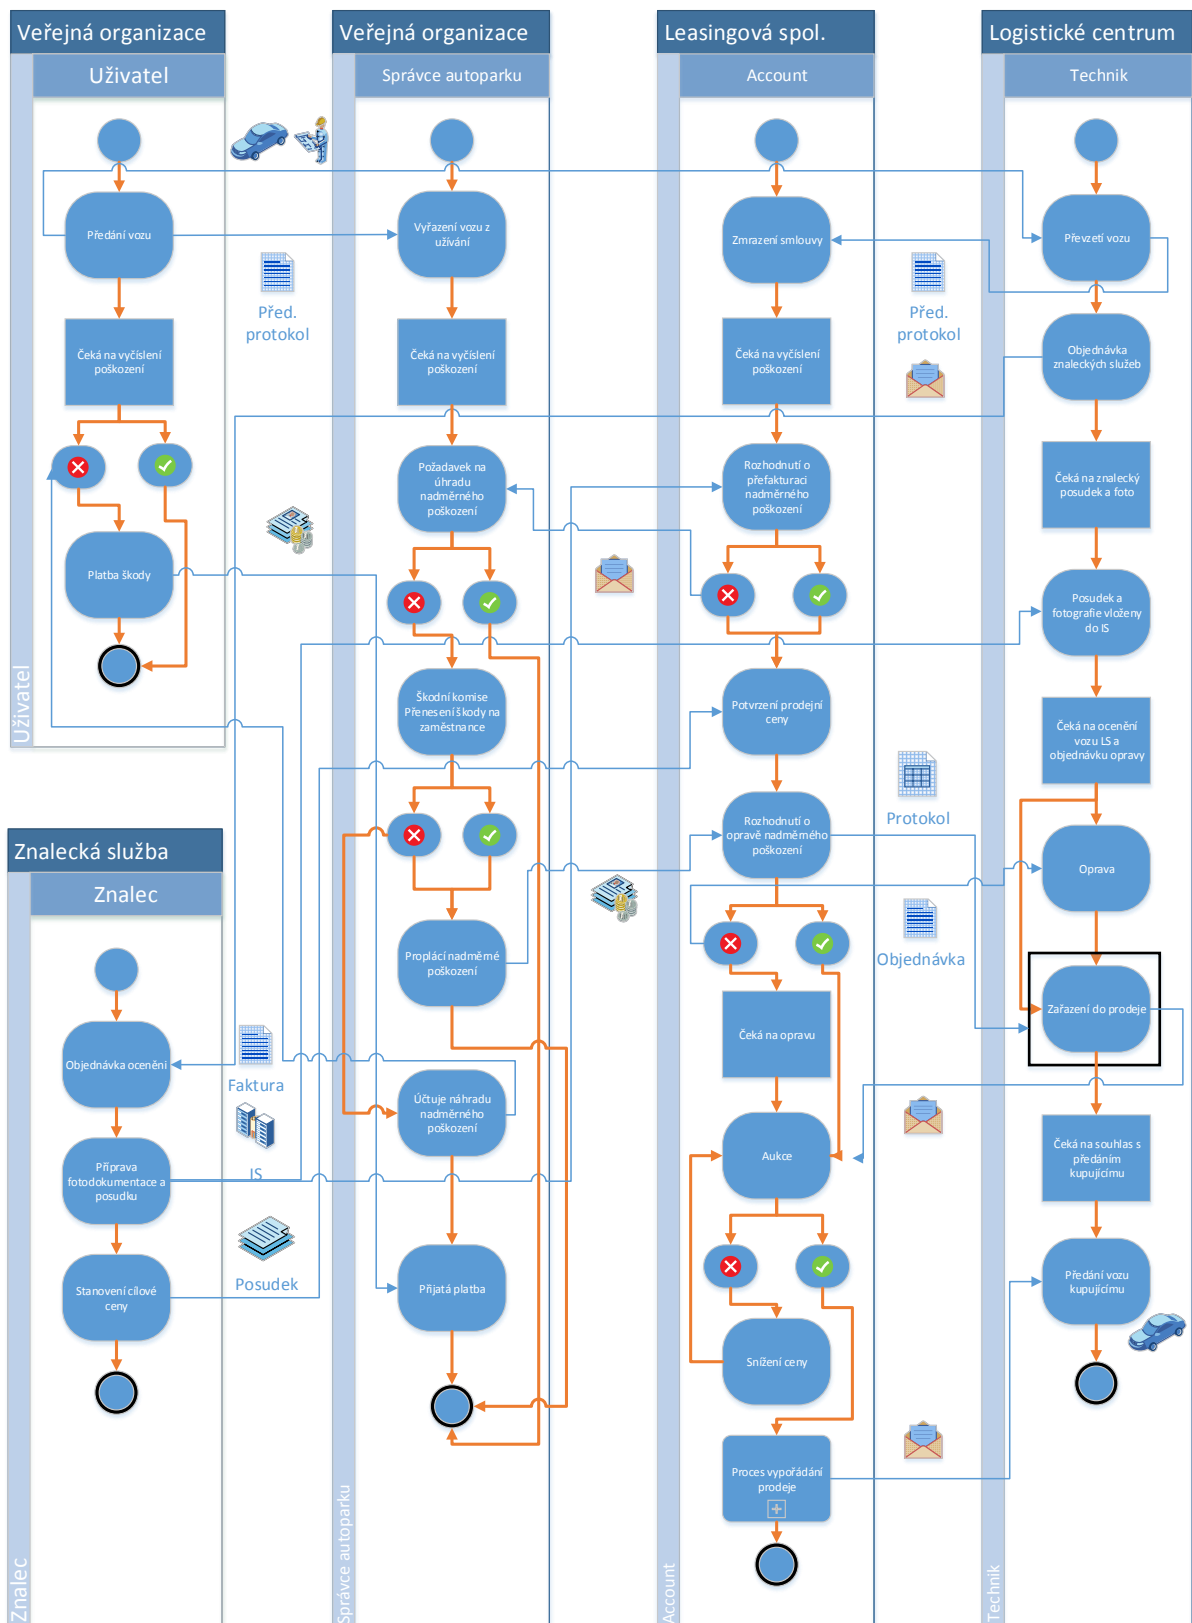 Veřejná organizace
Uživatel
Uživatel
Předání vozu
Čeká na vyčíslení
poškození
Platba škody
Znalecká služba
Znalec
Znalec
Objednávka oceněni
Příprava
fotodokumentace a
posudku
Stanovení cílové
ceny
Před.
protokol
Faktura
IS
Posudek
Veřejná organizace
Správce autoparku
Správce autoparku
Vyřazení vozu z
užívání
Čeká na vyčíslení
poškození
Požadavek na
úhradu
nadměrného
poškození
Škodní komise
Přenesení škody na
zaměstnance
Proplácí nadměrné
poškození
Účtuje náhradu
nadměrného
poškození
Přijatá platba
Leasingová spol.
Account
Account
Zmrazení smlouvy
Čeká na vyčíslení
poškození
Rozhodnutí o
přefakturaci
nadměrného
poškození
Potvrzení prodejní
ceny
Rozhodnutí o
opravě nadměrného
poškození
Čeká na opravu
Aukce
Snížení ceny
Proces vypořádání
prodeje
Před.
protokol
Protokol
Objednávka
Logistické centrum
Technik
Technik
Převzetí vozu
Objednávka
znaleckých služeb
Čeká na znalecký
posudek a foto
Posudek a
fotografie vloženy
do IS
Čeká na ocenění
vozu LS a
objednávku opravy
Oprava
Zařazení do prodeje
Čeká na souhlas s
předáním
kupujícímu
Předání vozu
kupujícímu